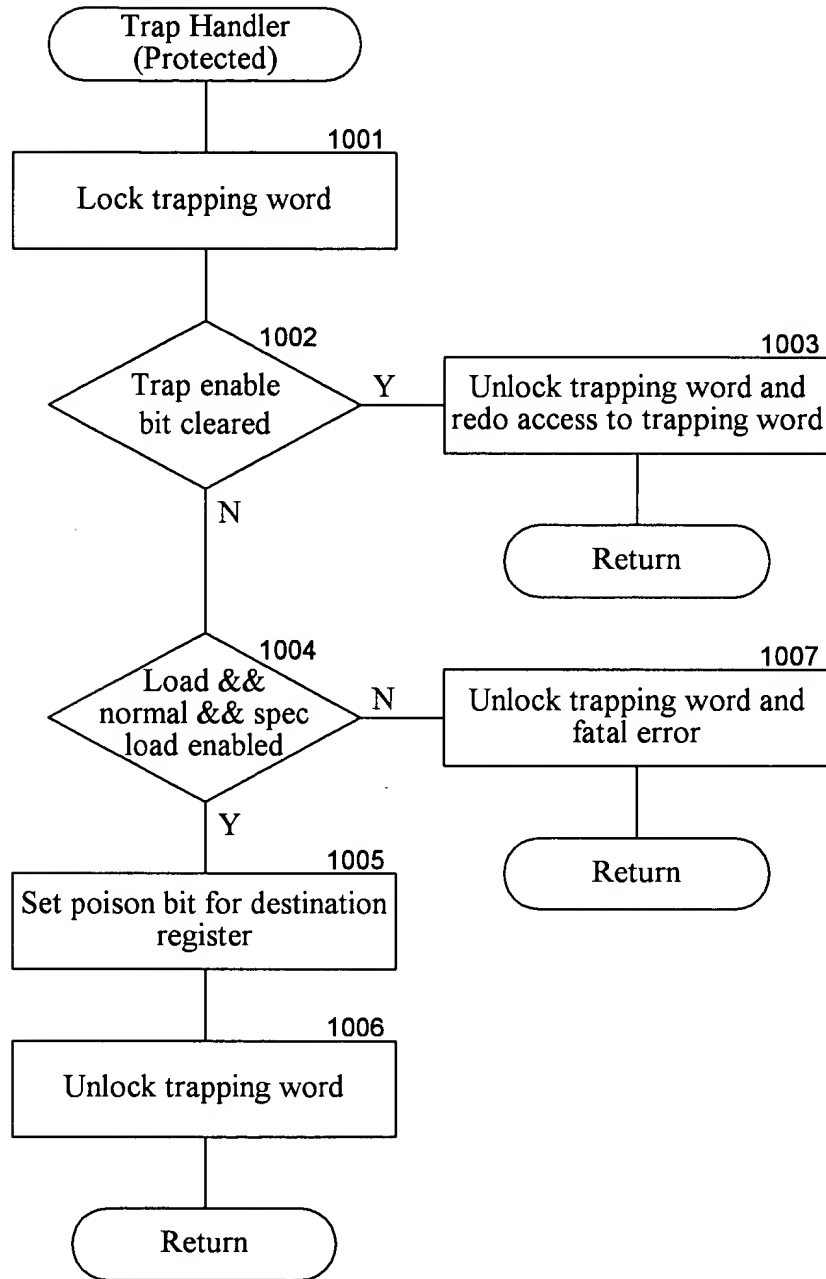 Trap Handler
(Protected)
1001
Lock trapping word
1002
Trap enable
bit cleared
Y
N
1003
Unlock trapping word and
redo access to trapping word
Return
1004
Load &&
normal && spec
load enabled
N
Y
1007
Unlock trapping word and
fatal error
Return
1005
Set poison bit for destination
register
1006
Unlock trapping word
Return